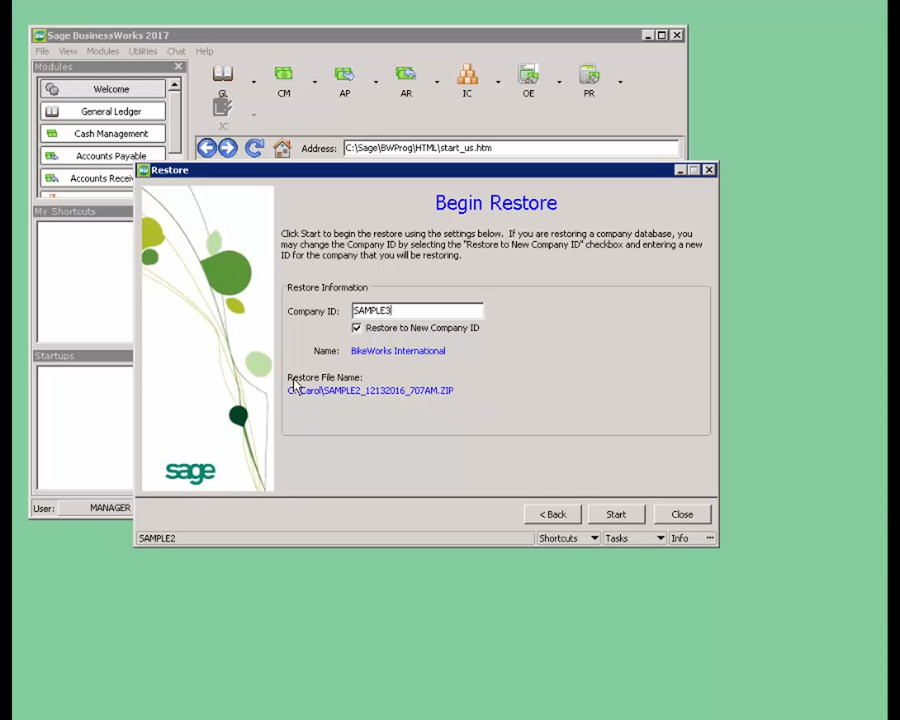 BW Sage BusinessWorks 2017
File View Modules Utilities Chat Help
Modules
Welcome
General Ledger
Cash Management
Accounts Payable
Accounts Recei
GL CM AP AR IC OE PR
JC
Address: C:\Sage\BWProg\HTML\start_us.htm
My Shortcuts
Startups
User: MANAGER
BW Restore
Begin Restore
Click Start to begin the restore using the settings below. If you are restoring a company database, you
may change the Company ID by selecting the "Restore to New Company ID" checkbox and entering a new
ID for the company that you will be restoring.
Restore Information
Company ID: SAMPLE3
Restore to New Company ID
Name: BikeWorks International
Restore File Name:
C:\Carol\SAMPLE2_12132016_707AM.ZIP
sage
< Back Start Close
SAMPLE2 Shortcuts Tasks Info